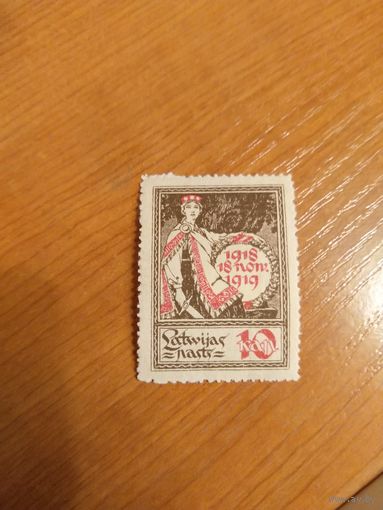 1918
18 nov.
1919
Latwijas
=pasts=
10
kap.